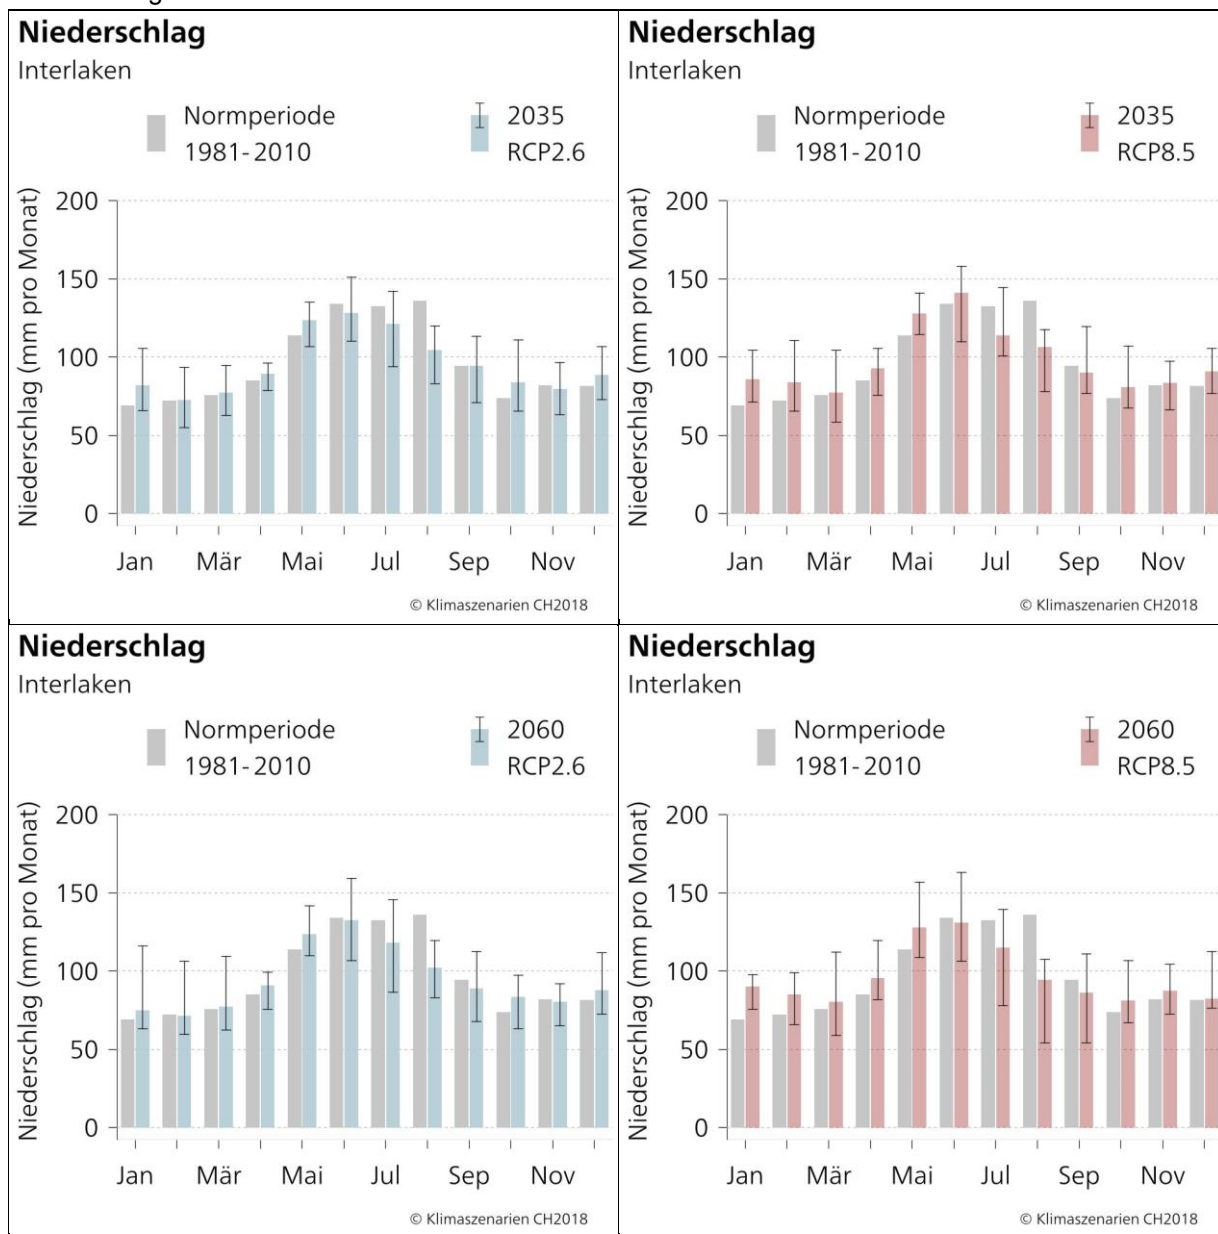 Niederschlag
Interlaken
Normperiode
1981-2010
2035
RCP2.6
Niederschlag (mm pro Monat)
200
150
100
50
0
Jan Mär Mai Jul Sep Nov
© Klimaszenarien CH2018
Niederschlag
Interlaken
Normperiode
1981-2010
2035
RCP8.5
Niederschlag (mm pro Monat)
200
150
100
50
0
Jan Mär Mai Jul Sep Nov
© Klimaszenarien CH2018
Niederschlag
Interlaken
Normperiode
1981-2010
2060
RCP2.6
Niederschlag (mm pro Monat)
200
150
100
50
0
Jan Mär Mai Jul Sep Nov
© Klimaszenarien CH2018
Niederschlag
Interlaken
Normperiode
1981-2010
2060
RCP8.5
Niederschlag (mm pro Monat)
200
150
100
50
0
Jan Mär Mai Jul Sep Nov
© Klimaszenarien CH2018